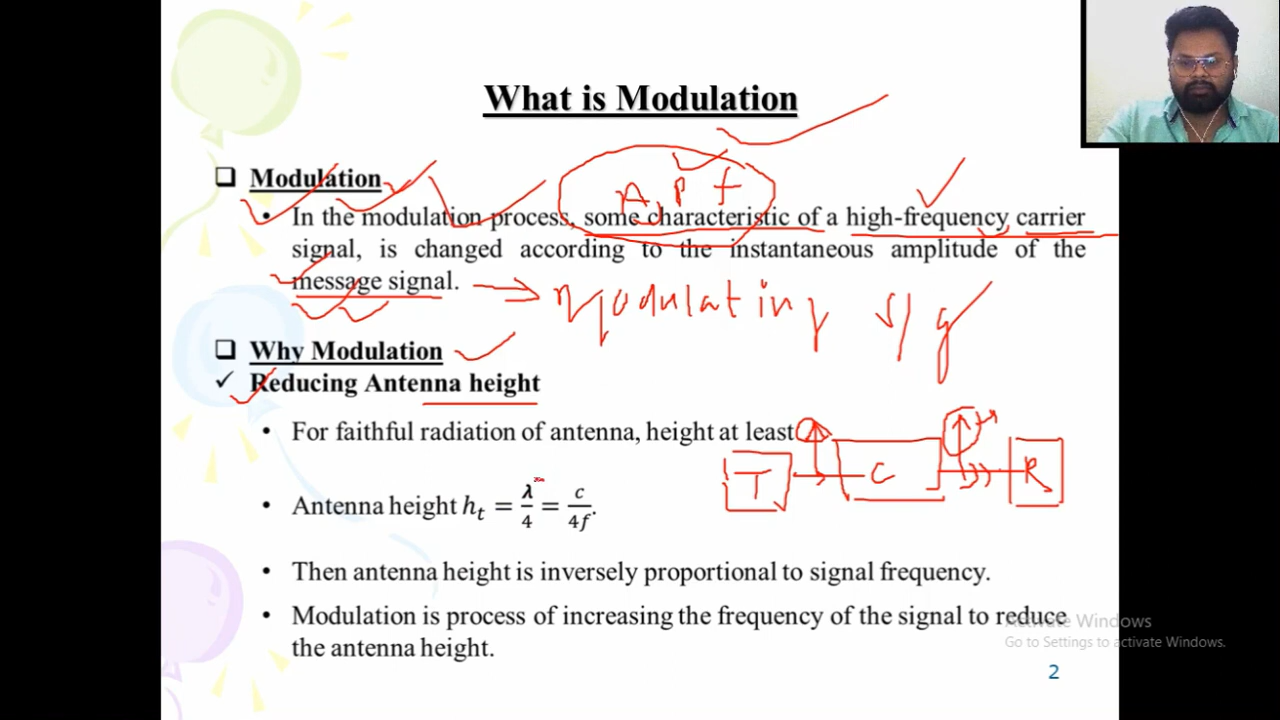 What is Modulation
❑ Modulation
A, P f
• In the modulation process, some characteristic of a high-frequency carrier
signal, is changed according to the instantaneous amplitude of the
message signal. → Modulating s/g
❑ Why Modulation
✓ Reducing Antenna height
• For faithful radiation of antenna, height at least
T C R
• Antenna height hₜ = λ/4 = c/4f.
• Then antenna height is inversely proportional to signal frequency.
• Modulation is process of increasing the frequency of the signal to reduce
the antenna height.
Activate Windows
Go to Settings to activate Windows.
2